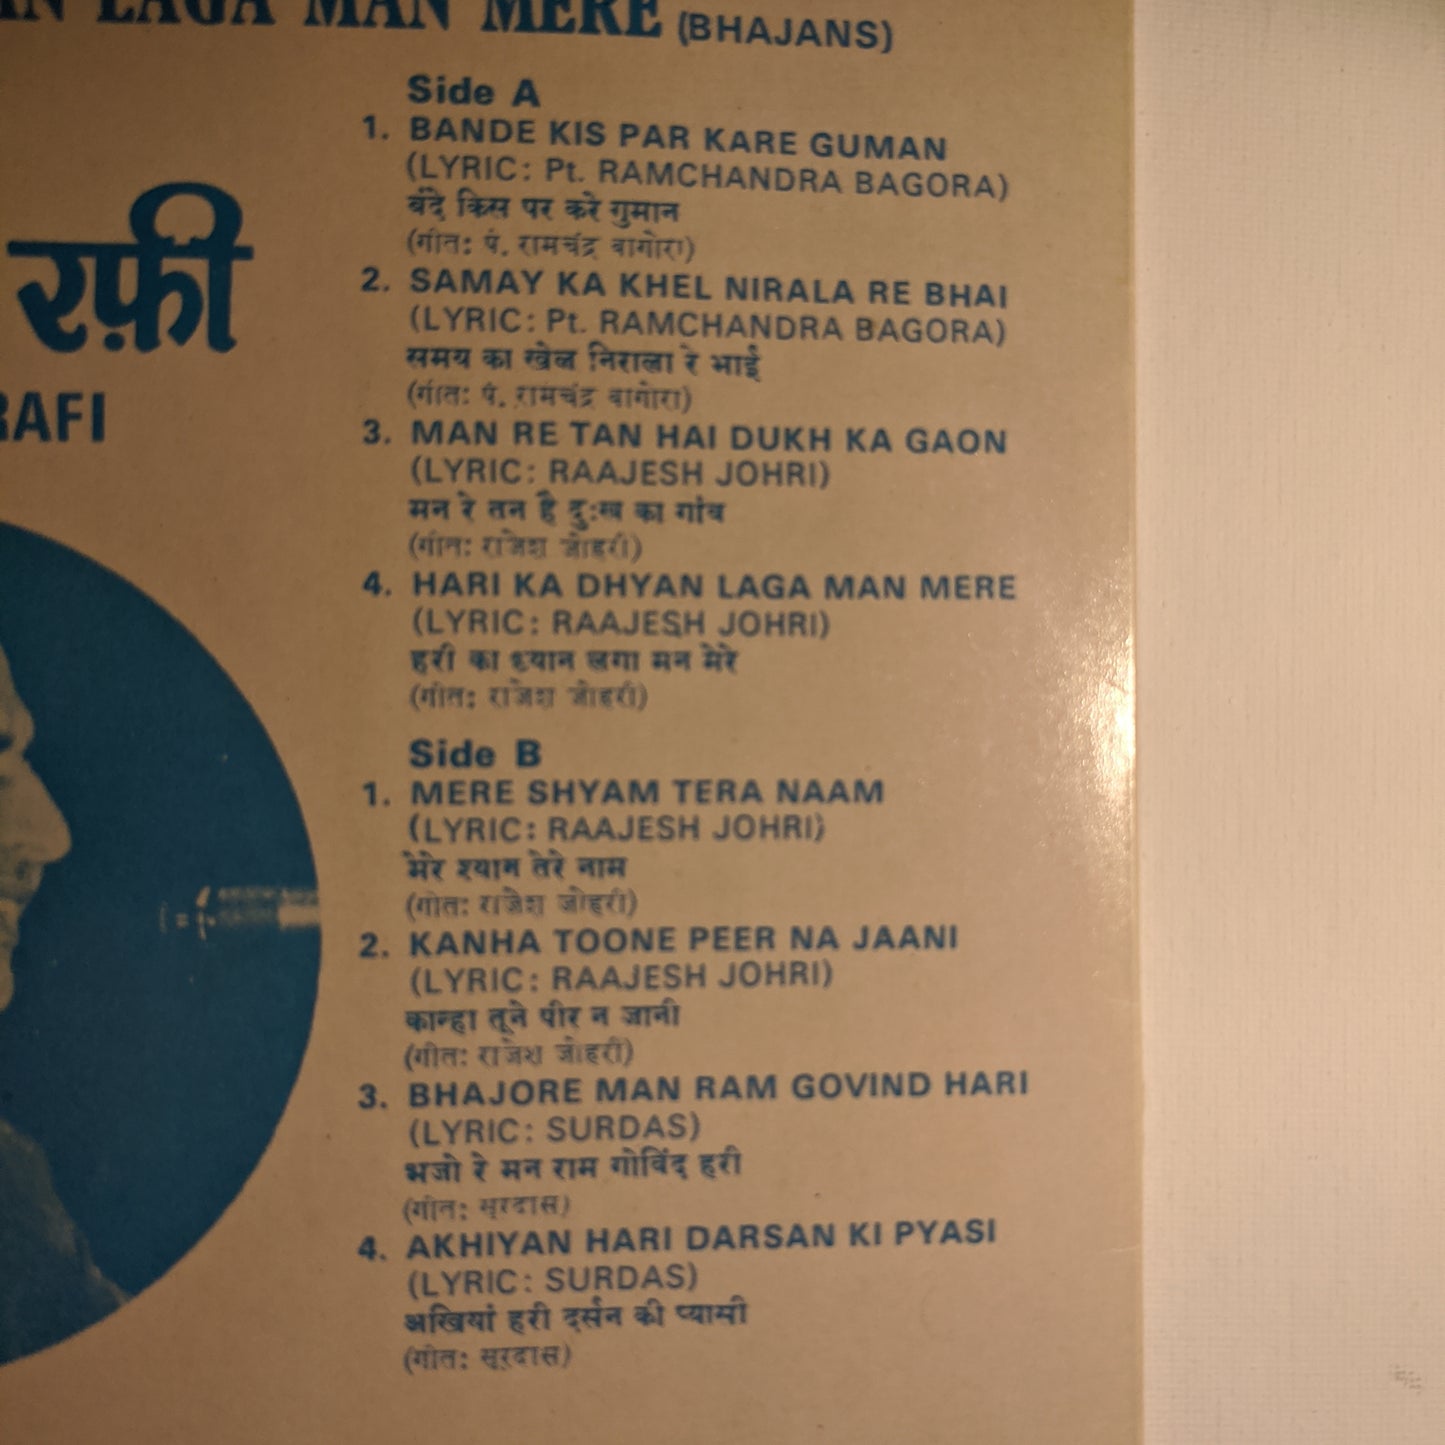 LAGA MAN MERE (BHAJANS)
रफ़ी
RAFI
Side A
1. BANDE KIS PAR KARE GUMAN
(LYRIC: Pt. RAMCHANDRA BAGORA)
बंदे किस पर करे गुमान
(गीत: पं. रामचंद्र बागोरा)
2. SAMAY KA KHEL NIRALA RE BHAI
(LYRIC: Pt. RAMCHANDRA BAGORA)
समय का खेल निराला रे भाई
(गीत: पं. रामचंद्र बागोरा)
3. MAN RE TAN HAI DUKH KA GAON
(LYRIC: RAAJESH JOHRI)
मन रे तन है दुःख का गांव
(गीत: राजेश जोहरी)
4. HARI KA DHYAN LAGA MAN MERE
(LYRIC: RAAJESH JOHRI)
हरी का ध्यान लगा मन मेरे
(गीत: राजेश जोहरी)
Side B
1. MERE SHYAM TERA NAAM
(LYRIC: RAAJESH JOHRI)
मेरे श्याम तेरे नाम
(गीत: राजेश जोहरी)
2. KANHA TOONE PEER NA JAANI
(LYRIC: RAAJESH JOHRI)
कान्हा तूने पीर न जानी
(गीत: राजेश जोहरी)
3. BHAJORE MAN RAM GOVIND HARI
(LYRIC: SURDAS)
भजो रे मन राम गोविंद हरी
(गीत: सूरदास)
4. AKHIYAN HARI DARSAN KI PYASI
(LYRIC: SURDAS)
अखियां हरी दर्सन की प्यासी
(गीत: सूरदास)